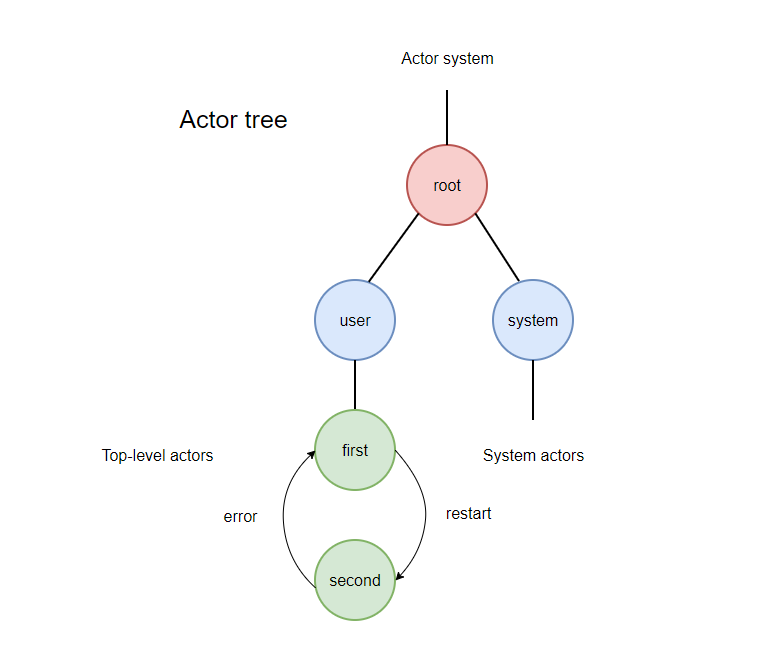 Actor system
Actor tree
root
user
system
Top-level actors
first
System actors
error
restart
second